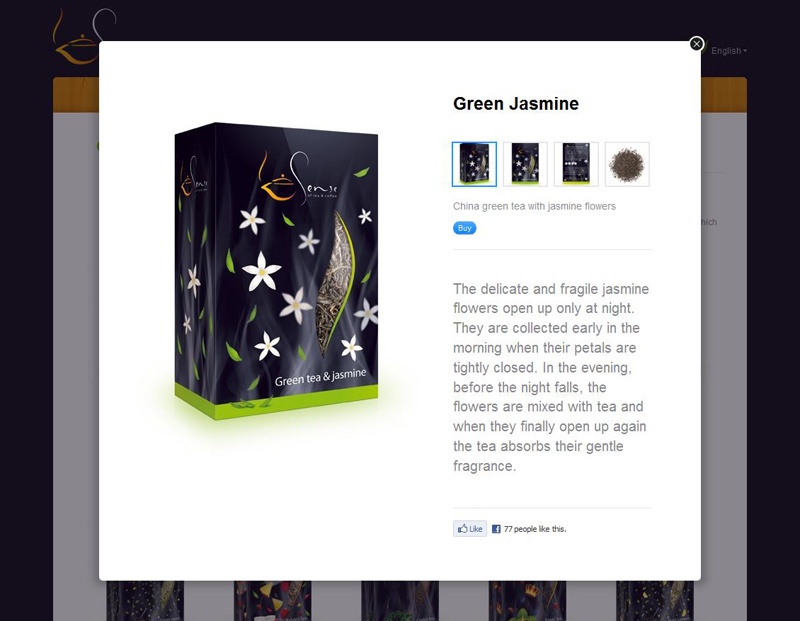 English
Green Jasmine
Sense
of tea & coffee
China green tea with jasmine flowers
hich
Buy
The delicate and fragile jasmine
flowers open up only at night.
They are collected early in the
morning when their petals are
tightly closed. In the evening,
before the night falls, the
flowers are mixed with tea and
when they finally open up again
the tea absorbs their gentle
fragrance.
Sense
Green tea & jasmine
Like
77 people like this.